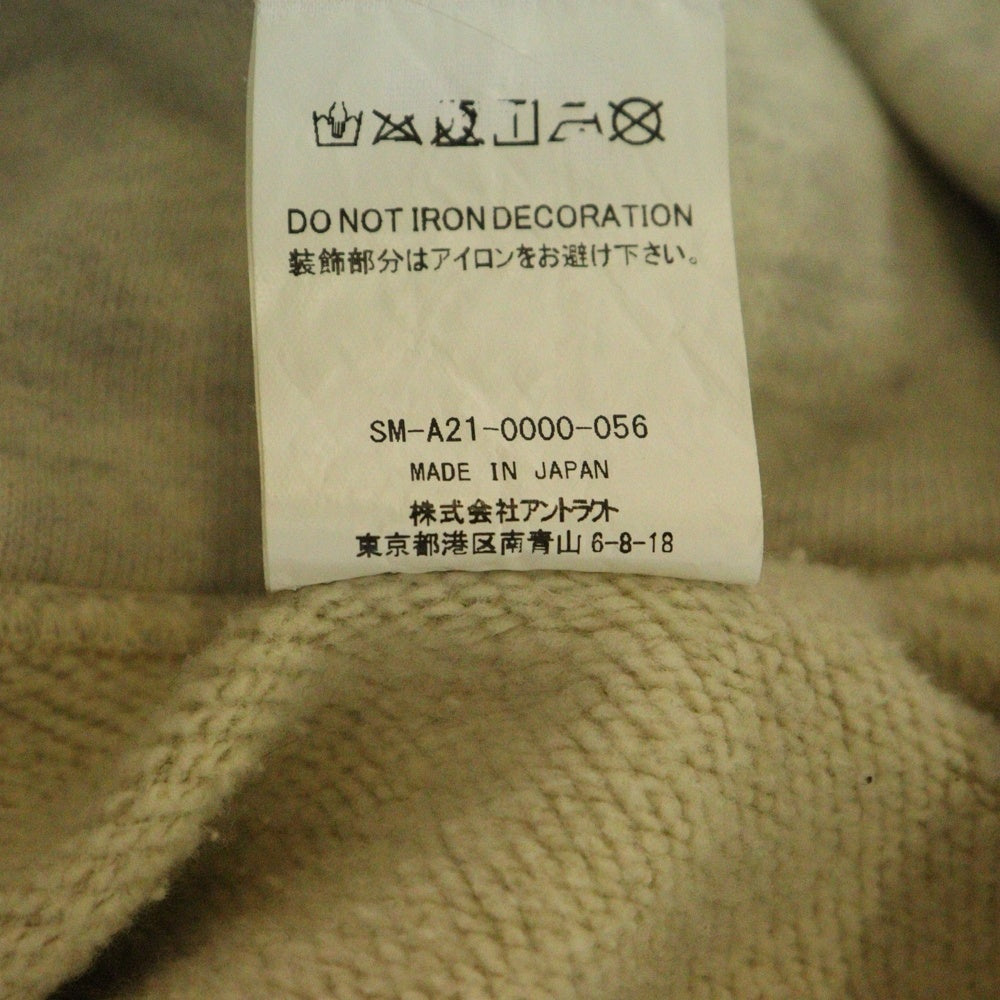 DO NOT IRON DECORATION
装飾部分はアイロンをお避け下さい。
SM-A21-0000-056
MADE IN JAPAN
株式会社アントラクト
東京都港区南青山 6-8-18